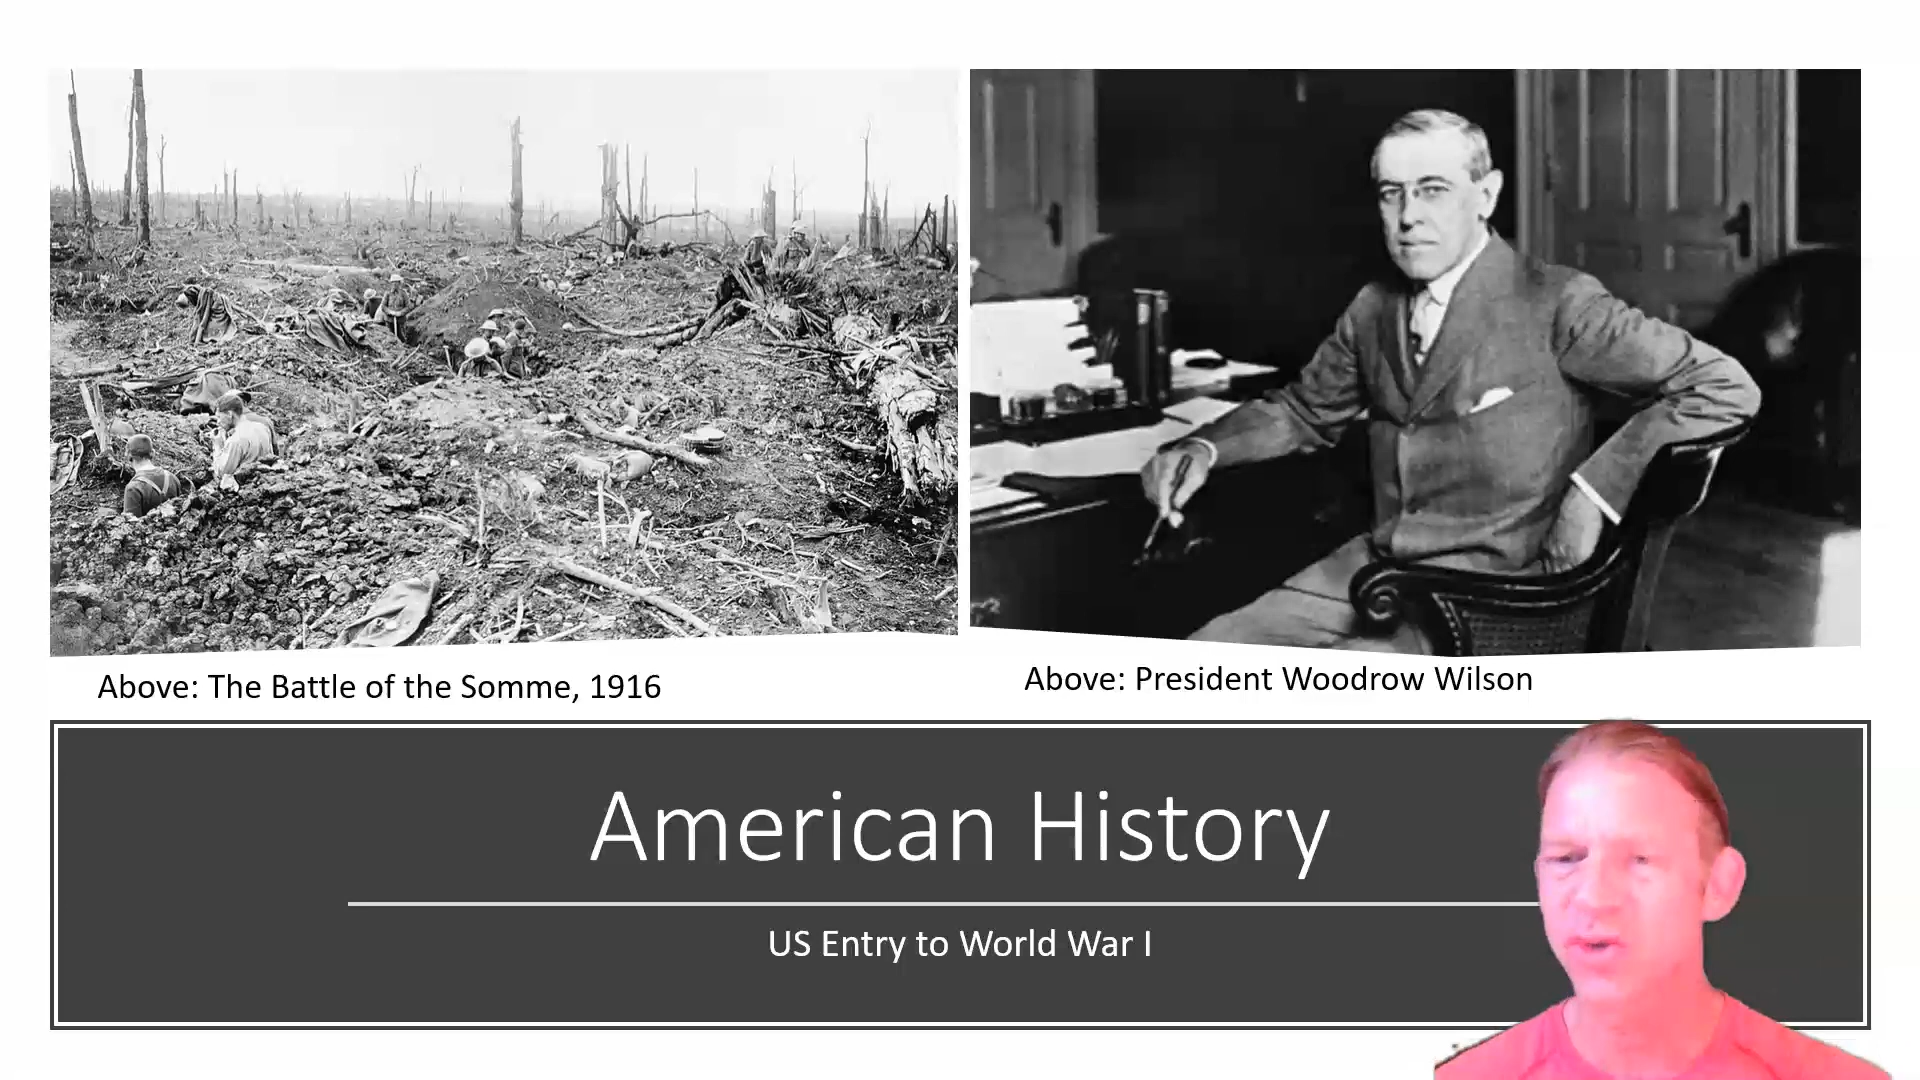 Above: The Battle of the Somme, 1916
Above: President Woodrow Wilson
American History
US Entry to World War I